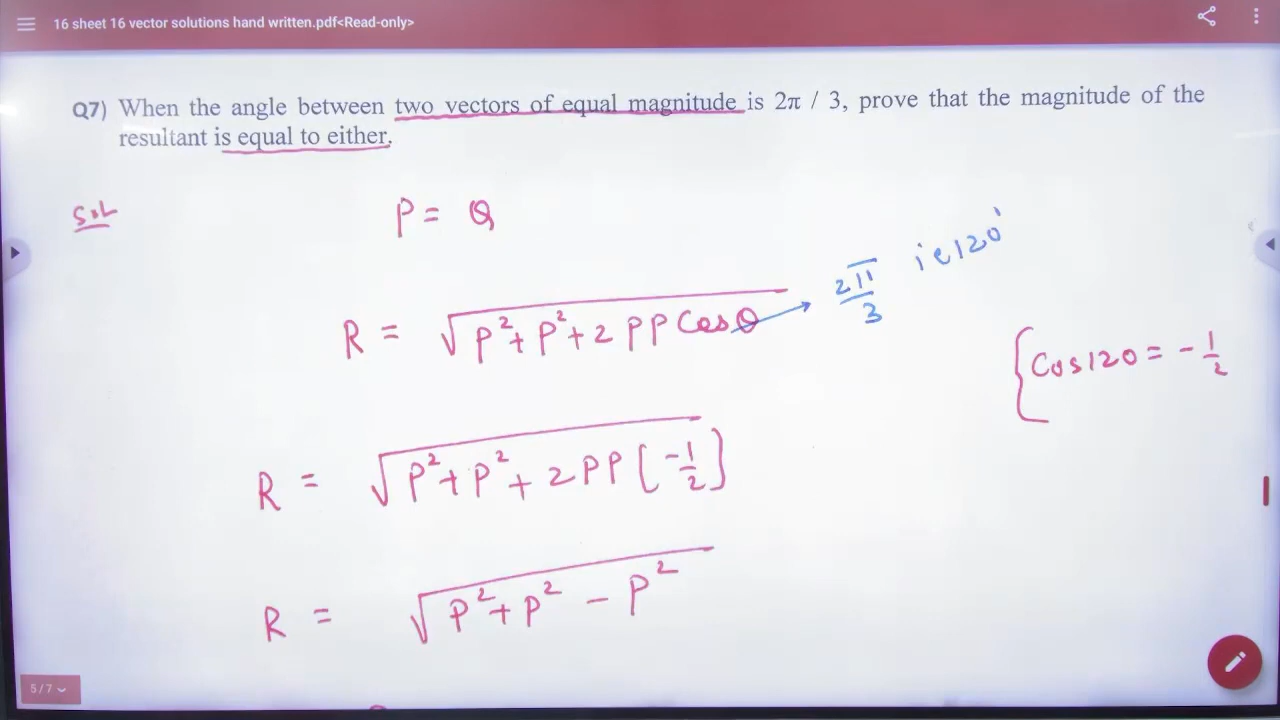 16 sheet 16 vector solutions hand written.pdf<Read-only>
Q7) When the angle between two vectors of equal magnitude is 2π / 3, prove that the magnitude of the
resultant is equal to either.
Sol
P = Q
R = √P²+P²+2PP Cosθ → 2π/3 ie 120°
{Cos120 = -1/2
R = √P²+P²+2PP[-1/2]
R = √P²+P²-P²
5/7